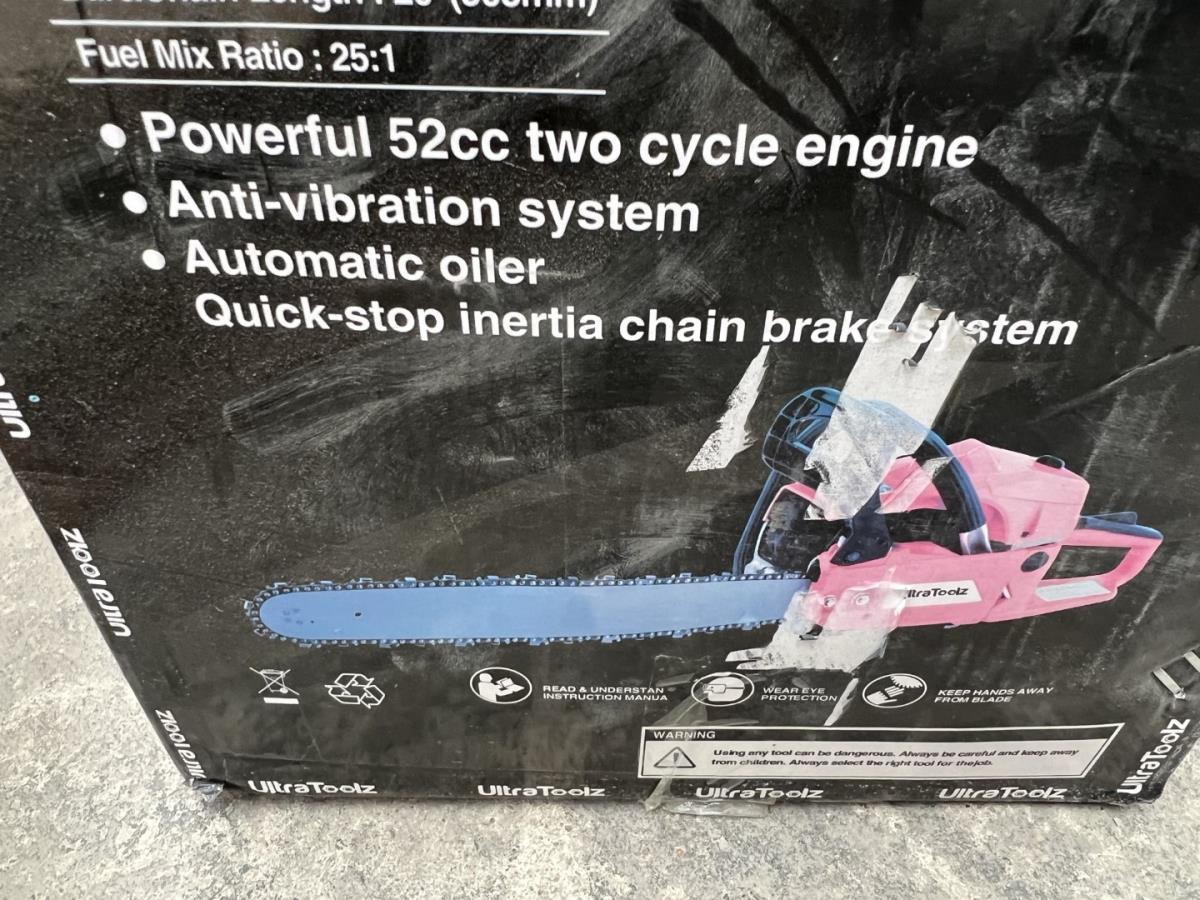 Fuel Mix Ratio : 25:1
Powerful 52cc two cycle engine
Anti-vibration system
Automatic oiler
Quick-stop inertia chain brake system
UltraToolz
UltraToolz
READ & UNDERSTAN
INSTRUCTION MANUA
WEAR EYE
PROTECTION
KEEP HANDS AWAY
FROM BLADE
WARNING
Using any tool can be dangerous. Always be careful and keep away
from children. Always select the right tool for thejob.
UltraToolz
UltraToolz
UltraToolz
UltraToolz
UltraToolz
UltraToolz